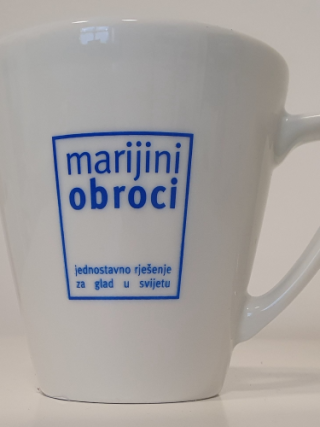 marijini
obroci
jednostavno rješenje
za glad u svijetu